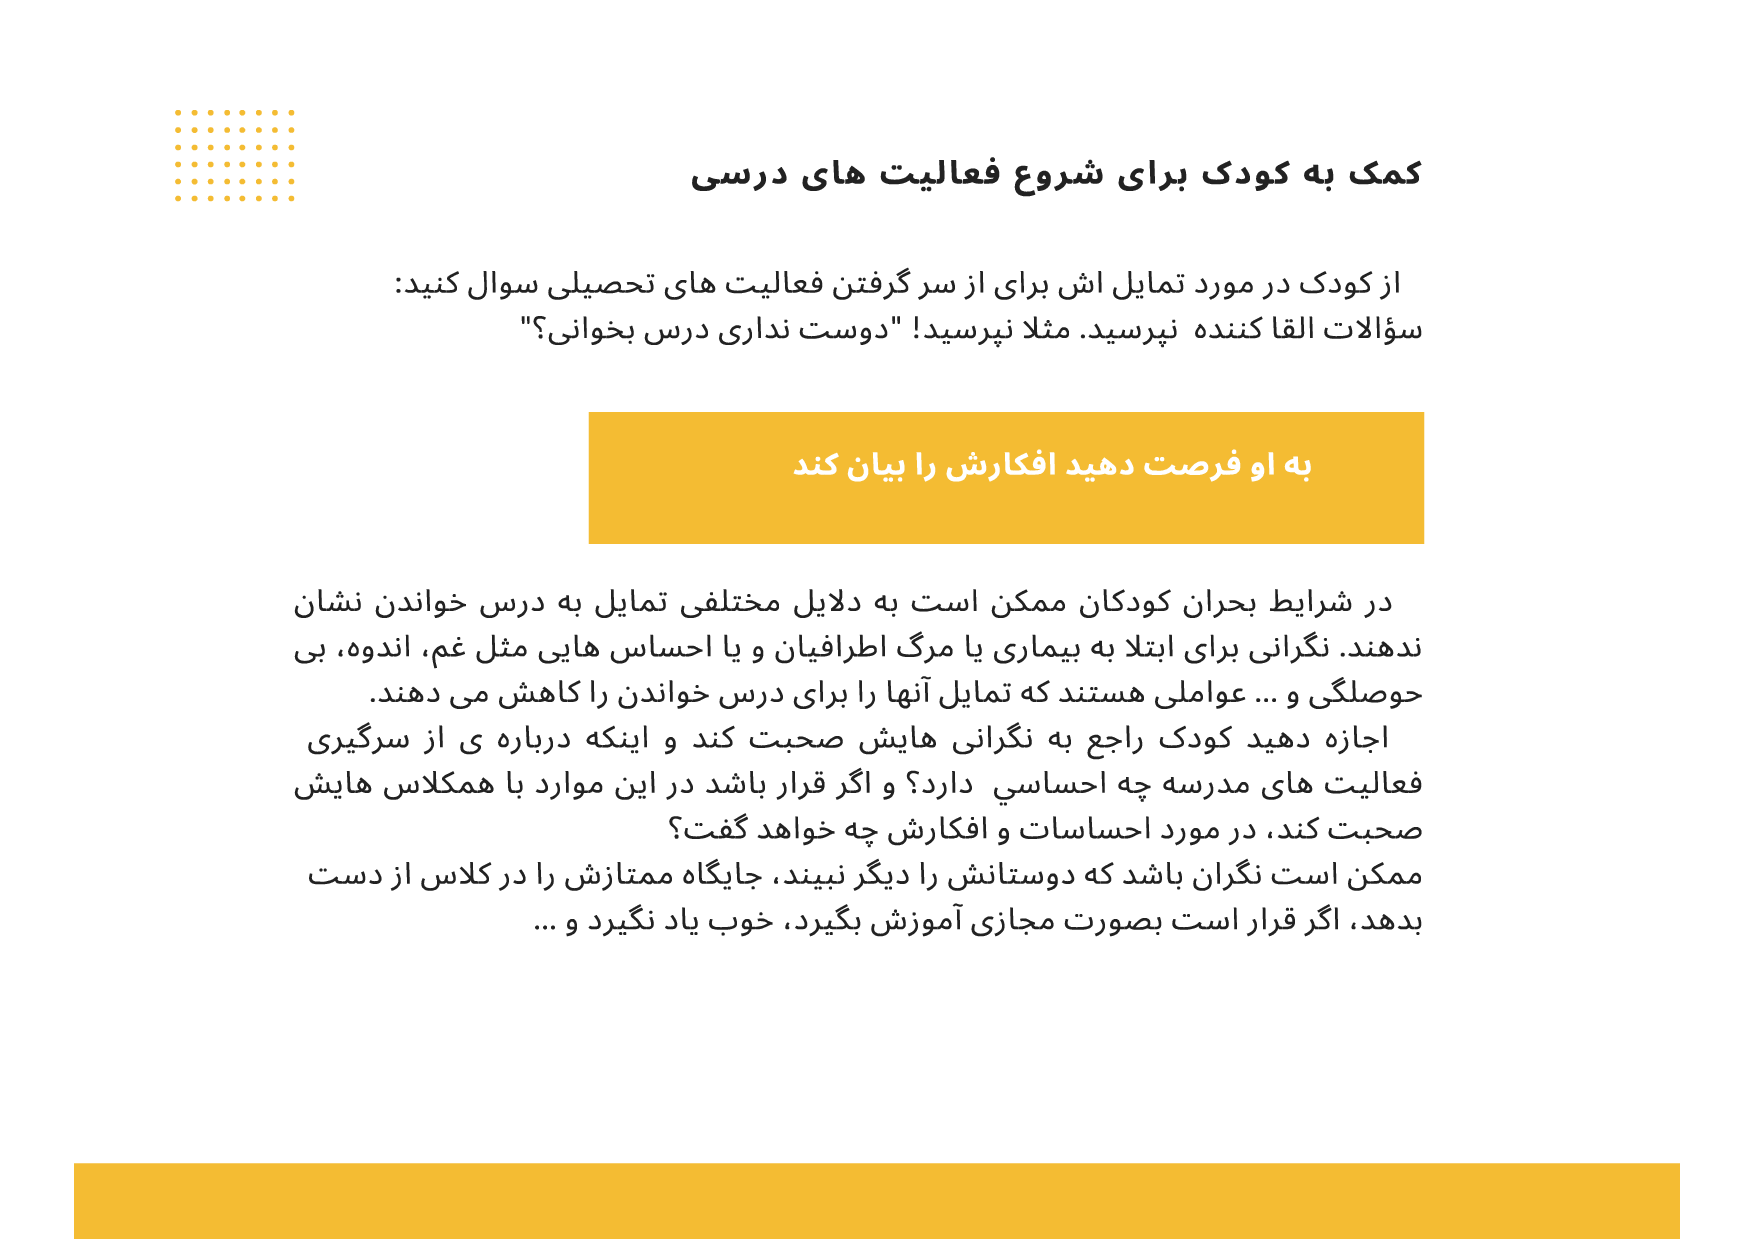 کمک به کودک برای شروع فعالیت های درسی
از کودک در مورد تمایل اش برای از سر گرفتن فعالیت های تحصیلی سوال کنید:
سؤالات القا کننده  نپرسید. مثلا نپرسید! "دوست نداری درس بخوانی؟"
به او فرصت دهید افکارش را بیان کند
در شرایط بحران کودکان ممکن است به دلایل مختلفی تمایل به درس خواندن نشان
ندهند. نگرانی برای ابتلا به بیماری یا مرگ اطرافیان و یا احساس هایی مثل غم، اندوه، بی
حوصلگی و ... عواملی هستند که تمایل آنها را برای درس خواندن را کاهش می دهند.
اجازه دهید کودک راجع به نگرانی هایش صحبت کند و اینکه درباره ی از سرگیری
فعالیت های مدرسه چه احساسي  دارد؟ و اگر قرار باشد در این موارد با همکلاس هایش
صحبت کند، در مورد احساسات و افکارش چه خواهد گفت؟
ممکن است نگران باشد که دوستانش را دیگر نبیند، جایگاه ممتازش را در کلاس از دست
بدهد، اگر قرار است بصورت مجازی آموزش بگیرد، خوب یاد نگیرد و ...